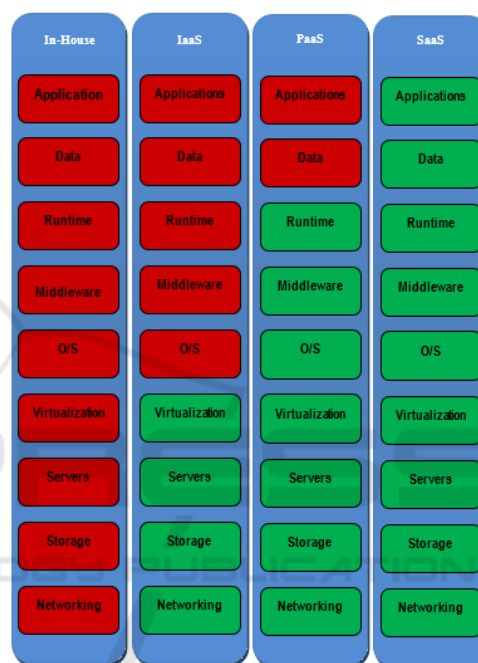 In-House IaaS PaaS SaaS
Application Applications Applications Applications
Data Data Data Data
Runtime Runtime Runtime Runtime
Middleware Middleware Middleware Middleware
O/S O/S O/S O/S
Virtualization Virtualization Virtualization Virtualization
Servers Servers Servers Servers
Storage Storage Storage Storage
PUBLICATION
Networking Networking Networking Networking